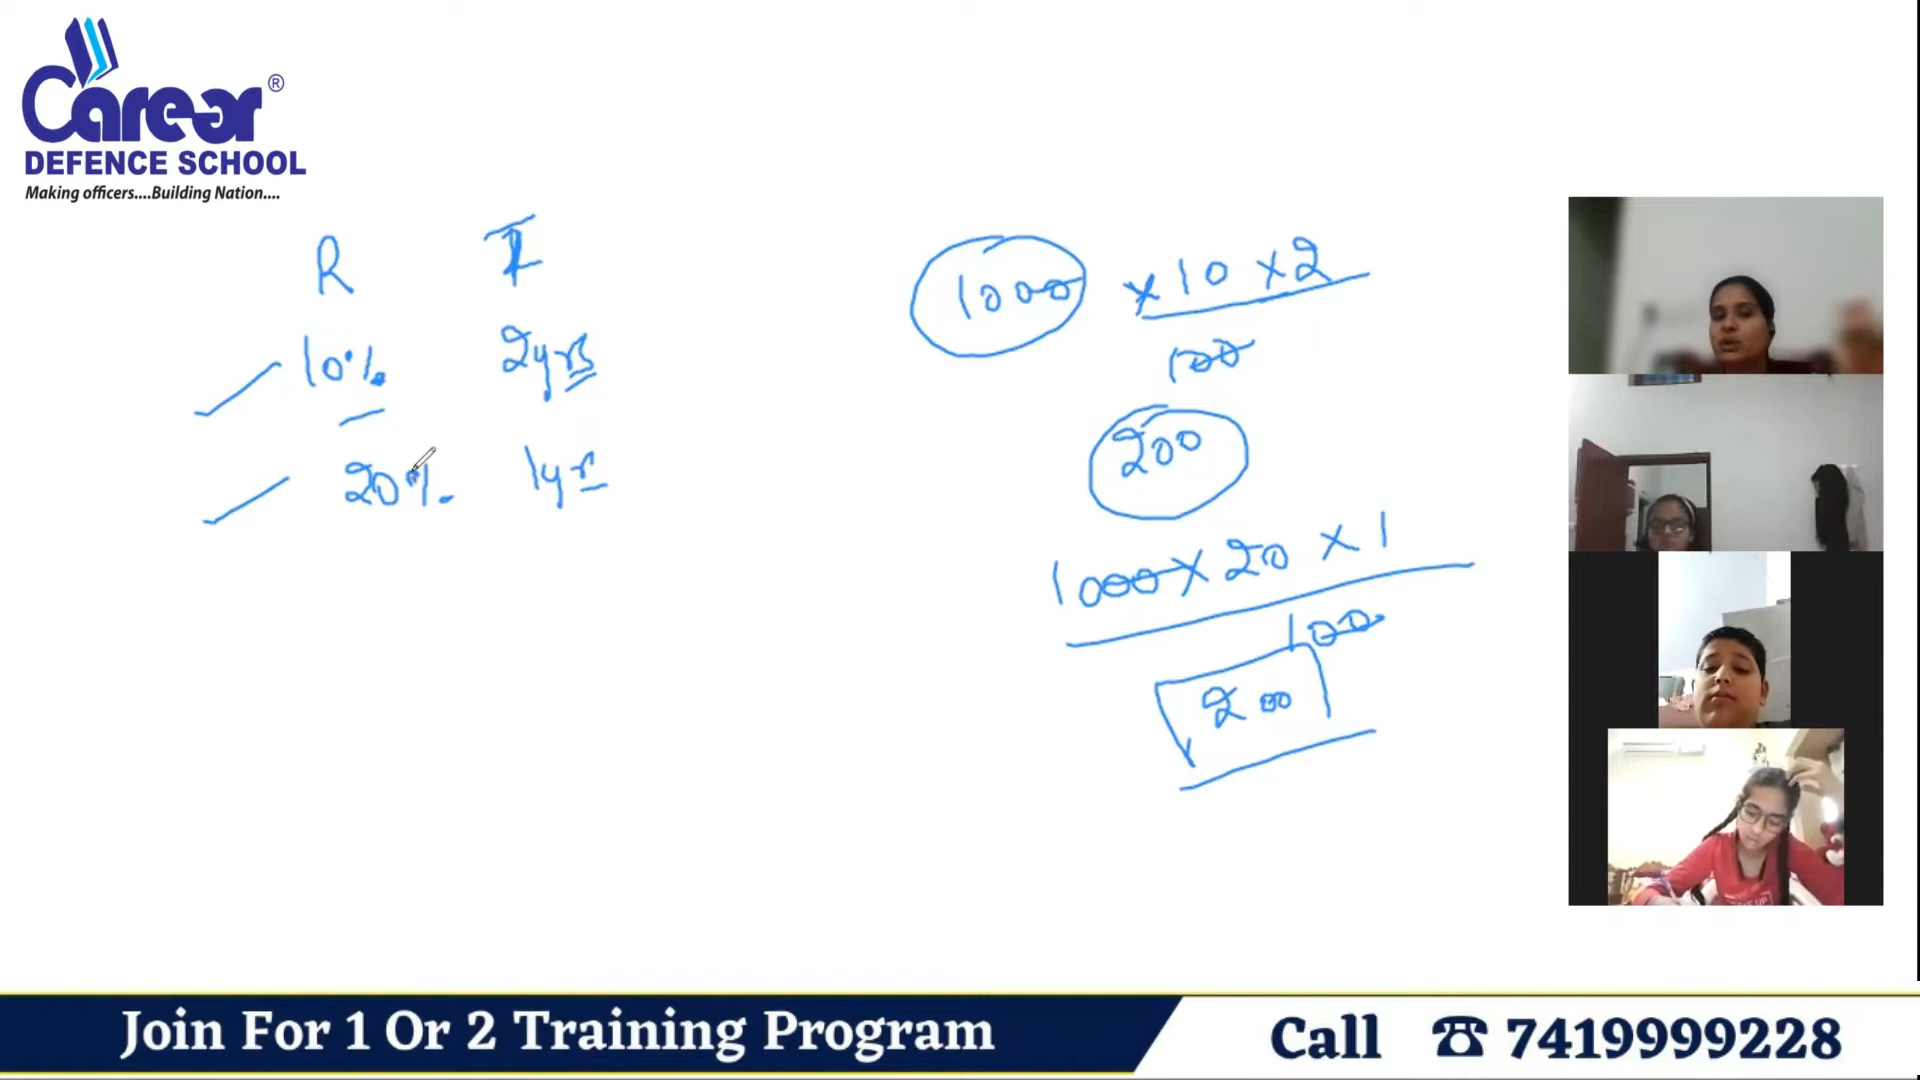 Carear®
DEFENCE SCHOOL
Making officers....Building Nation....
R T
10% 2yrs
20% 1yr
1000 × 10 × 2
100
200
1000 × 20 × 1
100
200
Join For 1 Or 2 Training Program
Call ☎ 7419999228